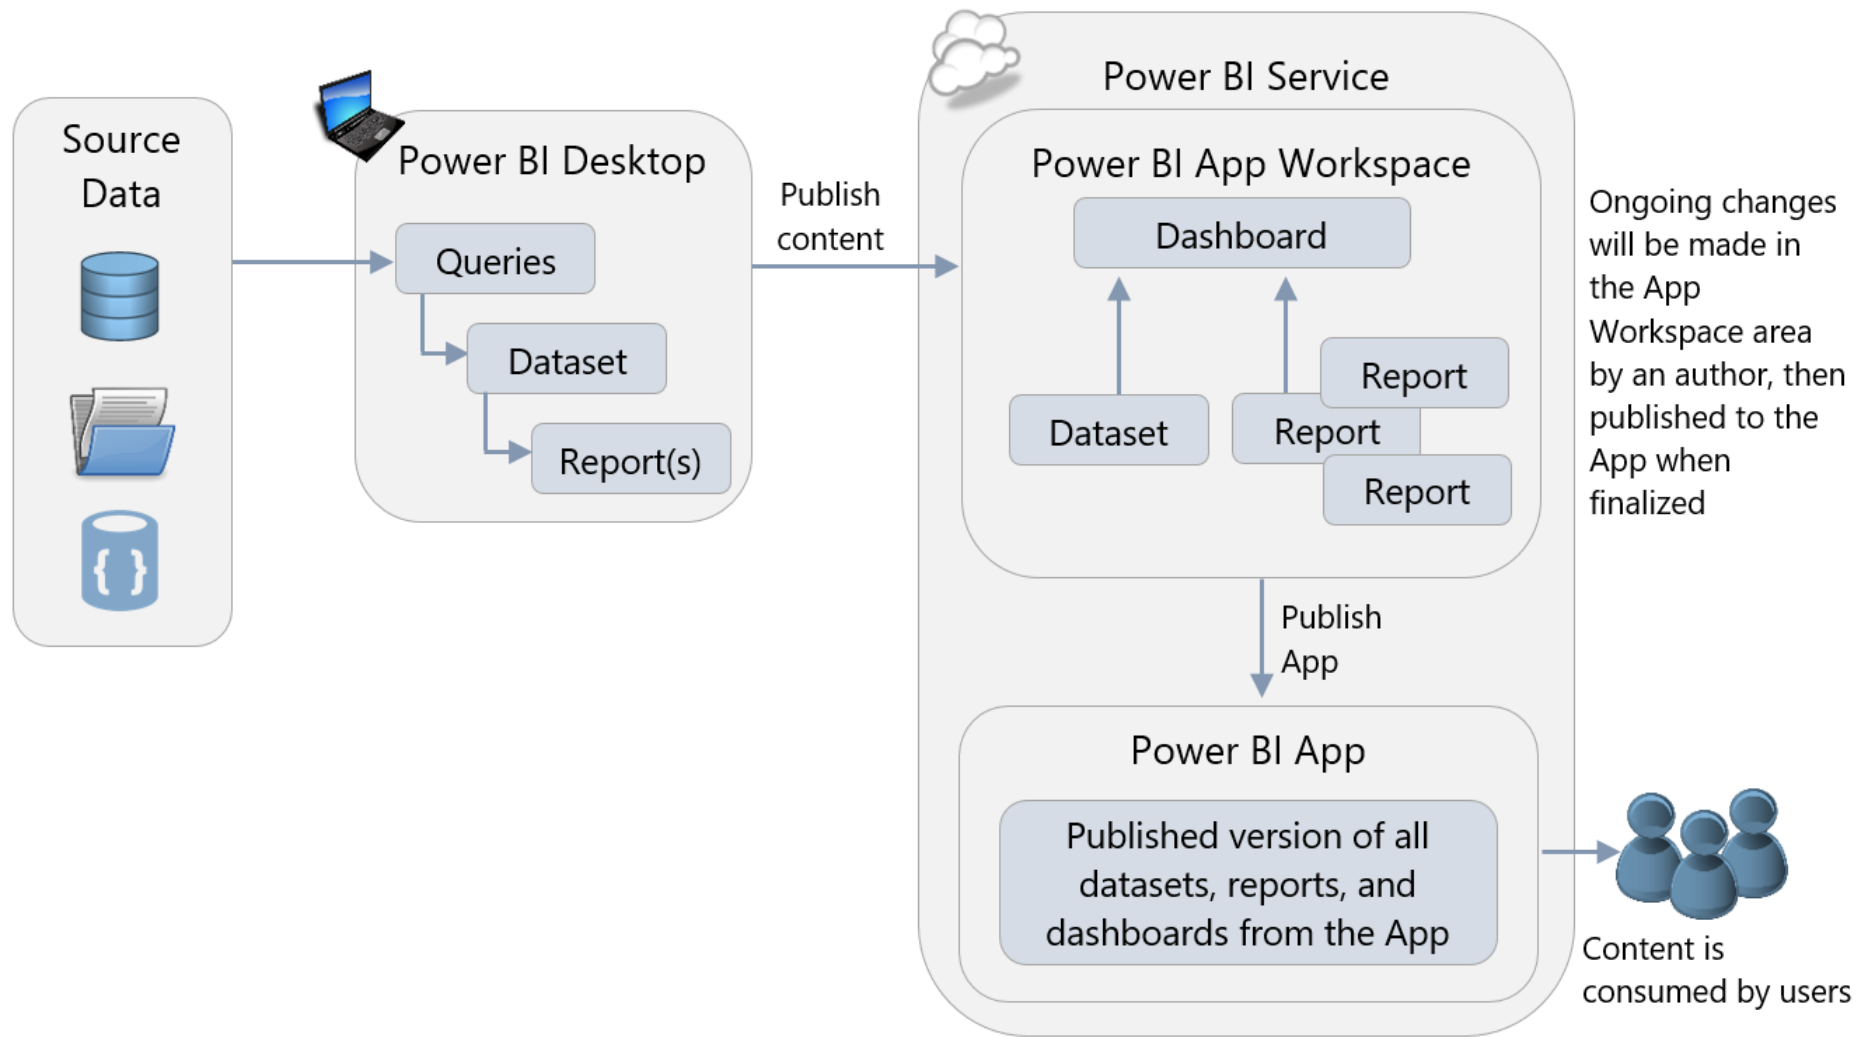 Source
Data
Power BI Desktop
Queries
Dataset
Report(s)
Publish
content
Power BI Service
Power BI App Workspace
Dashboard
Dataset
Report
Report
Report
Ongoing changes
will be made in
the App
Workspace area
by an author, then
published to the
App when
finalized
Publish
App
Power BI App
Published version of all
datasets, reports, and
dashboards from the App
Content is
consumed by users
{ }